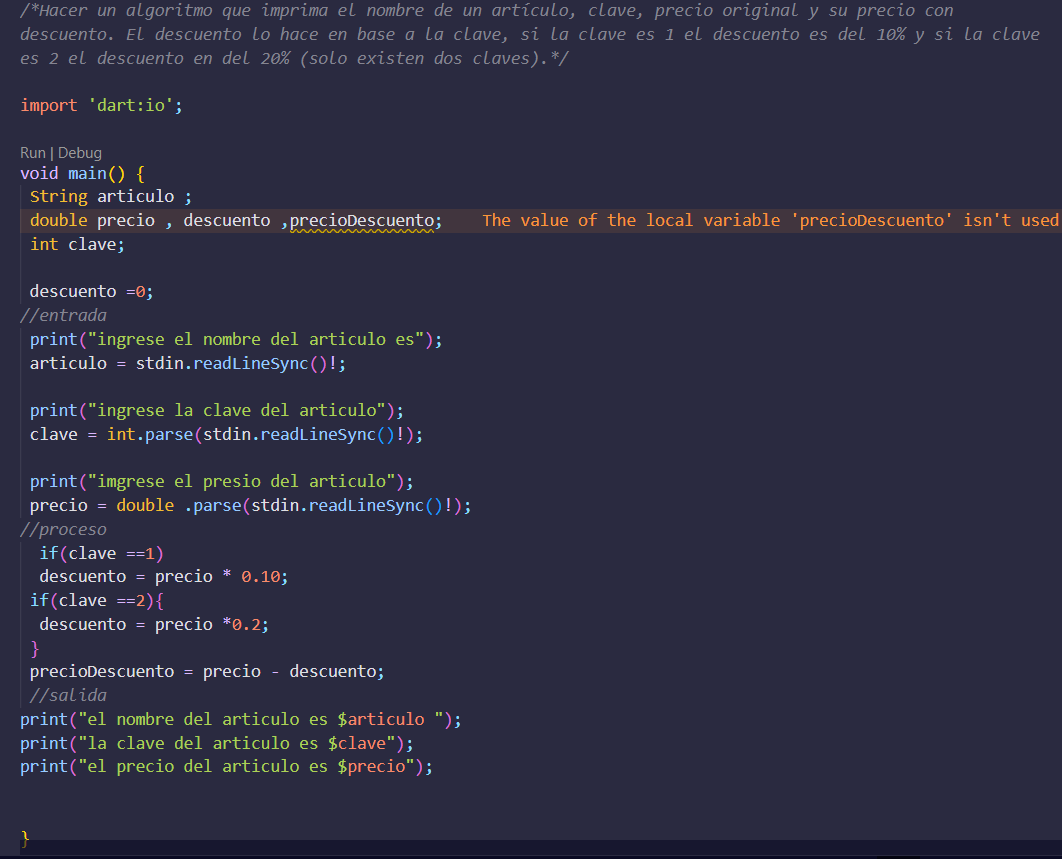 /*Hacer un algoritmo que imprima el nombre de un artículo, clave, precio original y su precio con
descuento. El descuento lo hace en base a la clave, si la clave es 1 el descuento es del 10% y si la clave
es 2 el descuento en del 20% (solo existen dos claves).*/
import 'dart:io';
Run | Debug
void main() {
String articulo ;
double precio , descuento ,precioDescuento; The value of the local variable 'precioDescuento' isn't used
int clave;
descuento =0;
//entrada
print("ingrese el nombre del articulo es");
articulo = stdin.readLineSync()!;
print("ingrese la clave del articulo");
clave = int.parse(stdin.readLineSync()!);
print("imgrese el presio del articulo");
precio = double .parse(stdin.readLineSync()!);
//proceso
if(clave ==1)
descuento = precio * 0.10;
if(clave ==2){
descuento = precio *0.2;
}
precioDescuento = precio - descuento;
//salida
print("el nombre del articulo es $articulo ");
print("la clave del articulo es $clave");
print("el precio del articulo es $precio");
}